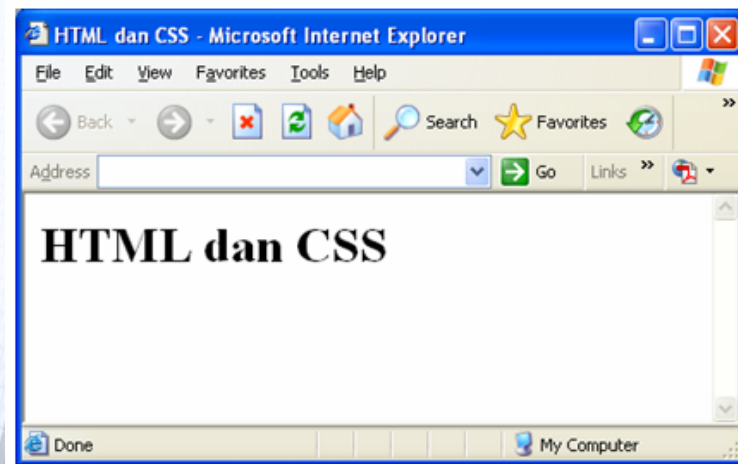 HTML dan CSS - Microsoft Internet Explorer
File Edit View Favorites Tools Help
Back Search Favorites »
Address Go Links »
HTML dan CSS
Done My Computer